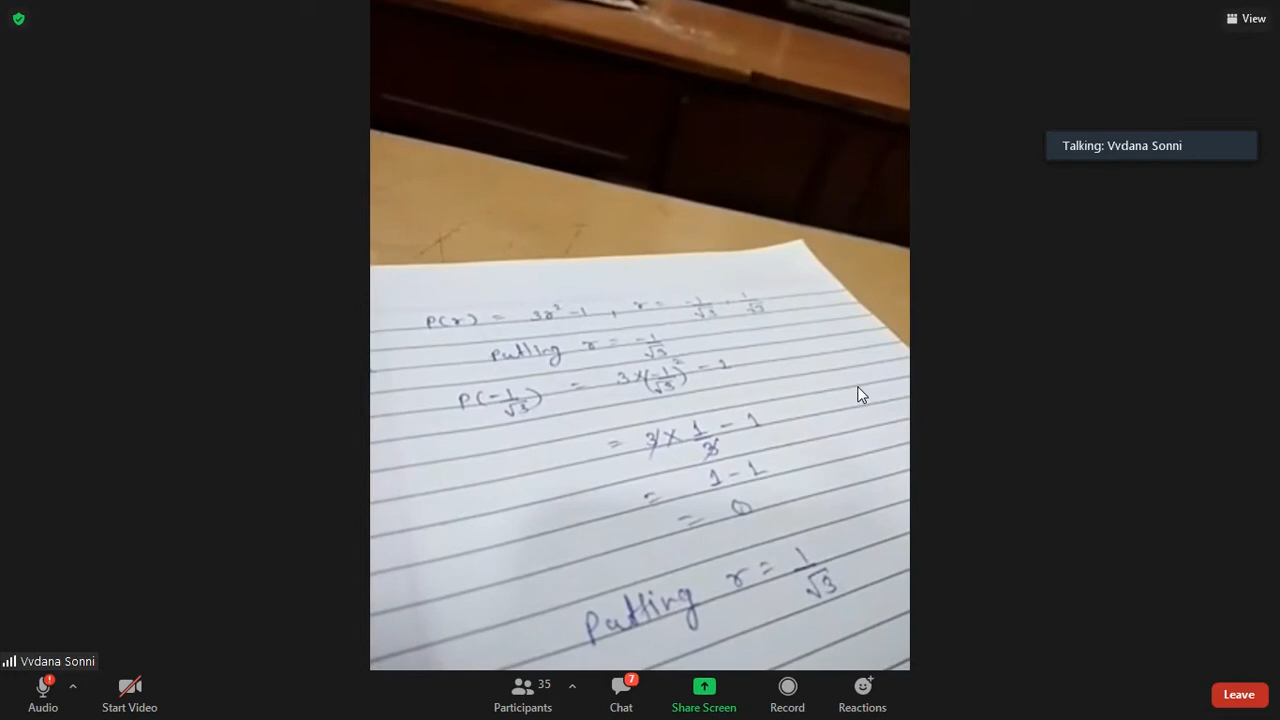 View
Talking: Vvdana Sonni
P(x) = 3x² - 1, x = -1/√3, 1/√3
Putting x = -1/√3
P(-1/√3) = 3×(-1/√3)² - 1
= 3 × 1/3 - 1
= 1 - 1
= 0
Putting x = 1/√3
Vvdana Sonni
Audio
Start Video
35
Participants
7
Chat
Share Screen
Record
Reactions
Leave